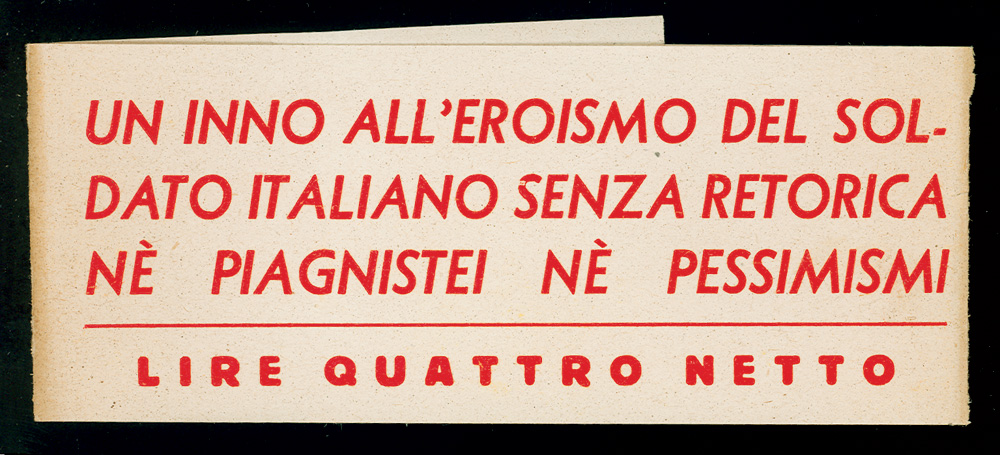 UN INNO ALL'EROISMO DEL SOL-
DATO ITALIANO SENZA RETORICA
NÈ PIAGNISTEI NÈ PESSIMISMI
LIRE QUATTRO NETTO